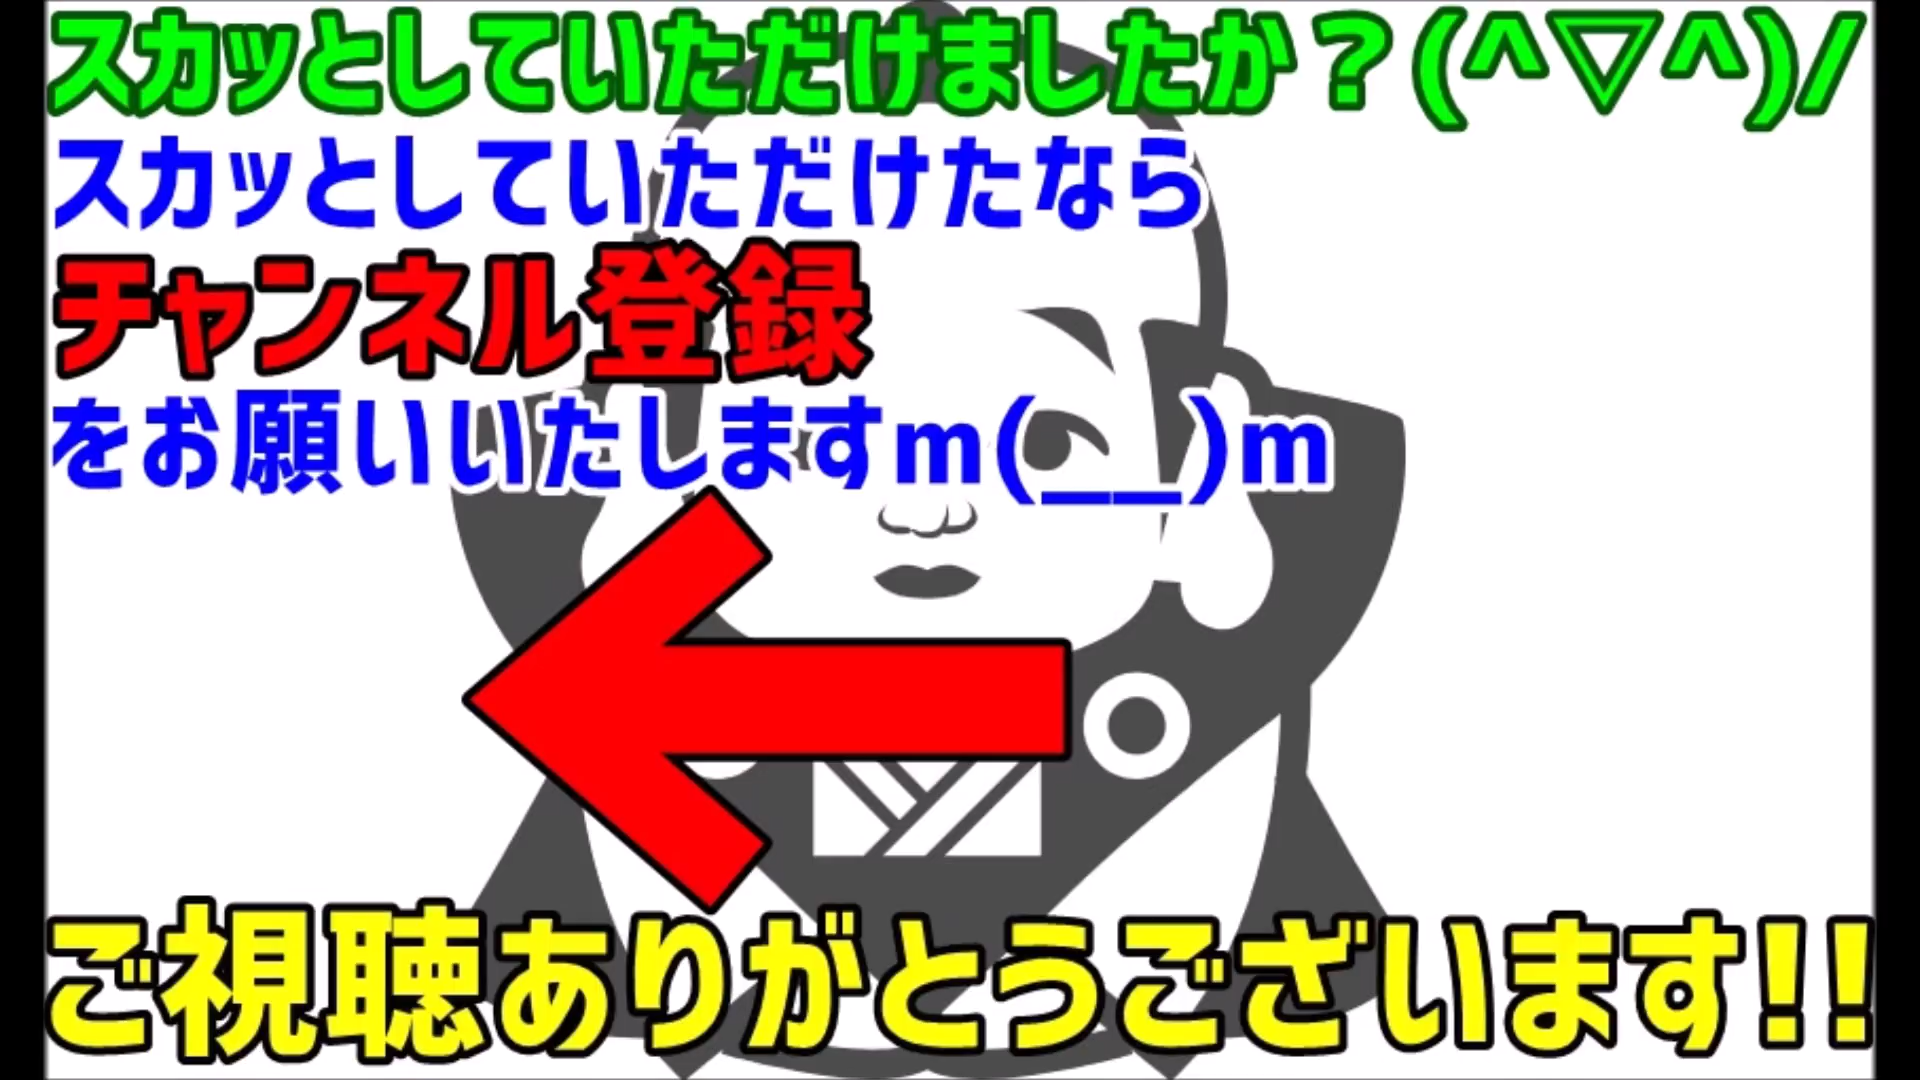 スカッとしていただけましたか？(^▽^)/
スカッとしていただけたなら
チャンネル登録
をお願いいたしますm(__)m
ご視聴ありがとうございます!!